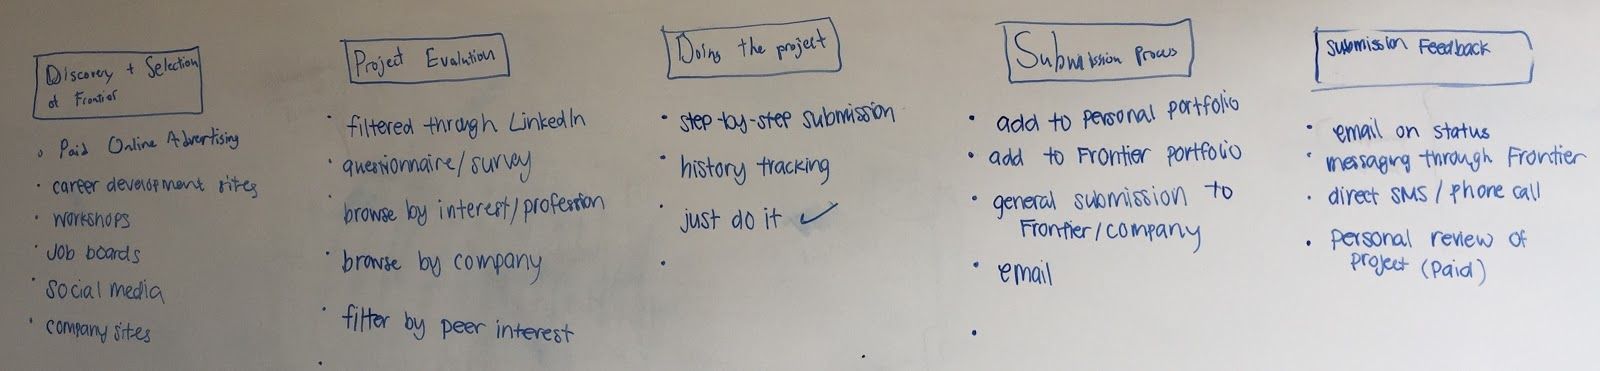 Discovery + Selection
of Frontier
Paid Online Advertising
career development sites
workshops
Job boards
social media
company sites
Project Evalution
filtered through LinkedIn
questionnaire/survey
browse by interest/profession
browse by company
filter by peer interest
Doing the project
step-by-step submission
history tracking
just do it ✓
Submission Process
add to personal portfolio
add to Frontier portfolio
general submission to
Frontier/company
email
Submission Feedback
email on status
messaging through Frontier
direct SMS/phone call
personal review of
project (paid)